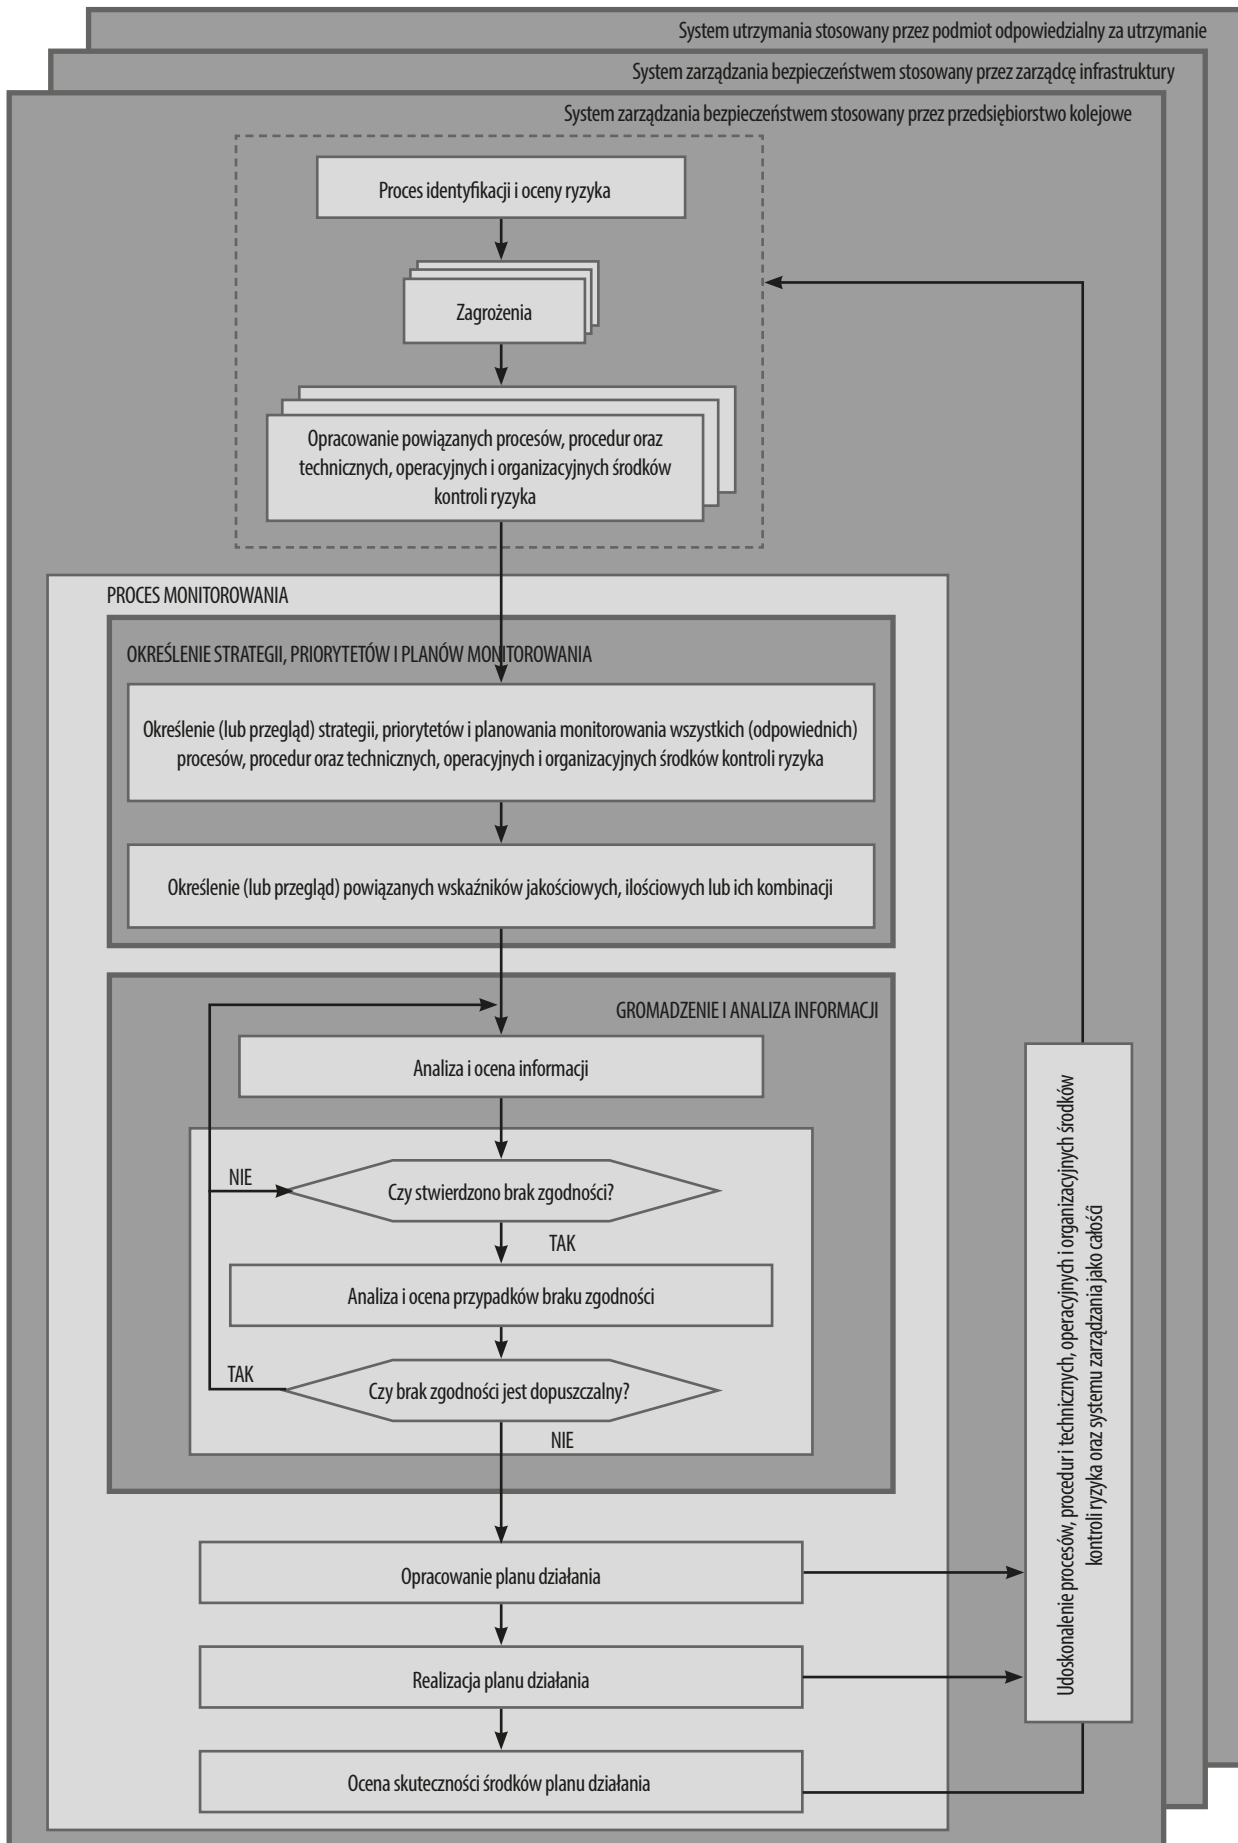 System utrzymania stosowany przez podmiot odpowiedzialny za utrzymanie
System zarządzania bezpieczeństwem stosowany przez zarządcę infrastruktury
System zarządzania bezpieczeństwem stosowany przez przedsiębiorstwo kolejowe
Proces identyfikacji i oceny ryzyka
Zagrożenia
Opracowanie powiązanych procesów, procedur oraz
technicznych, operacyjnych i organizacyjnych środków
kontroli ryzyka
PROCES MONITOROWANIA
OKREŚLENIE STRATEGII, PRIORYTETÓW I PLANÓW MONITOROWANIA
Określenie (lub przegląd) strategii, priorytetów i planowania monitorowania wszystkich (odpowiednich)
procesów, procedur oraz technicznych, operacyjnych i organizacyjnych środków kontroli ryzyka
Określenie (lub przegląd) powiązanych wskaźników jakościowych, ilościowych lub ich kombinacji
GROMADZENIE I ANALIZA INFORMACJI
Analiza i ocena informacji
NIE
Czy stwierdzono brak zgodności?
TAK
Analiza i ocena przypadków braku zgodności
TAK
Czy brak zgodności jest dopuszczalny?
NIE
Opracowanie planu działania
Realizacja planu działania
Ocena skuteczności środków planu działania
Udoskonalenie procesów, procedur i technicznych, operacyjnych i organizacyjnych środków
kontroli ryzyka oraz systemu zarządzania jako całośći